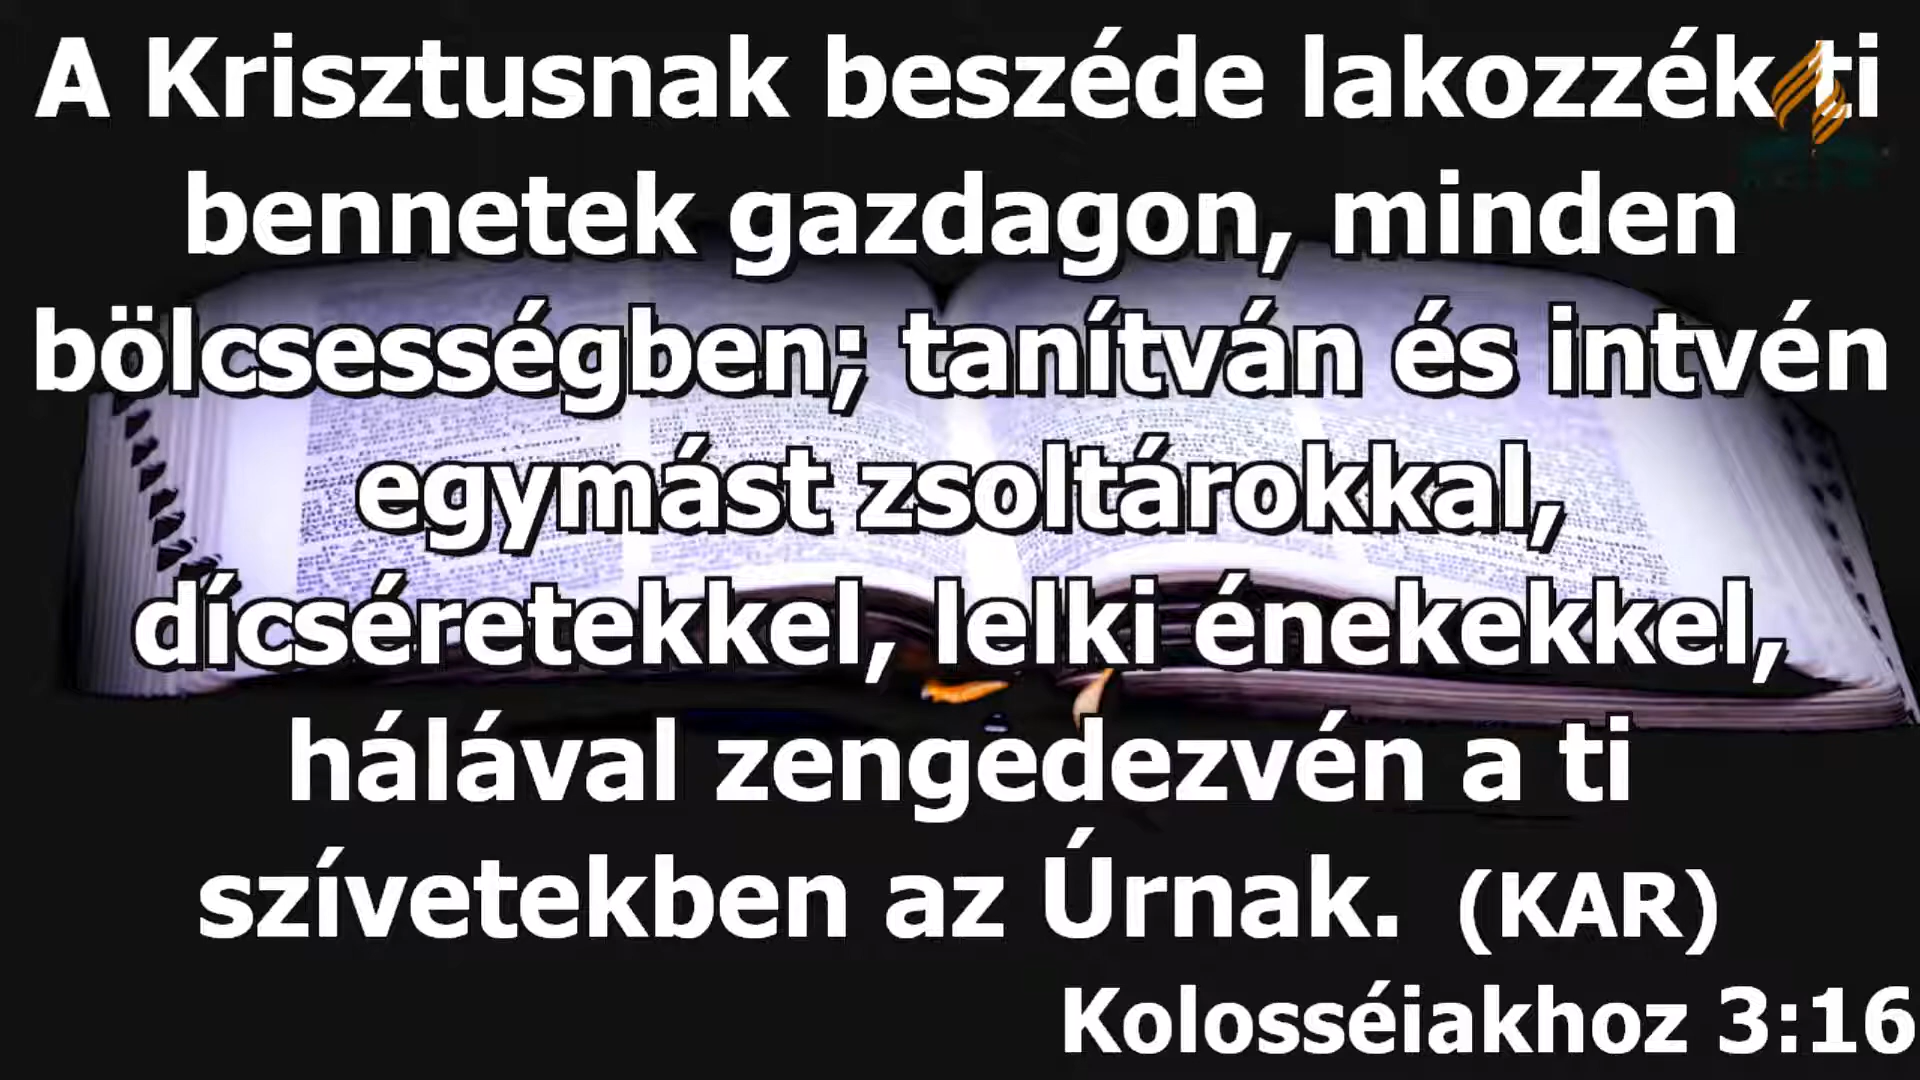 A Krisztusnak beszéde lakozzék ti
bennetek gazdagon, minden
bölcsességben; tanítván és intvén
egymást zsoltárokkal,
dícséretekkel, lelki énekekkel,
hálával zengedezvén a ti
szívetekben az Úrnak. (KAR)
Kolosséiakhoz 3:16